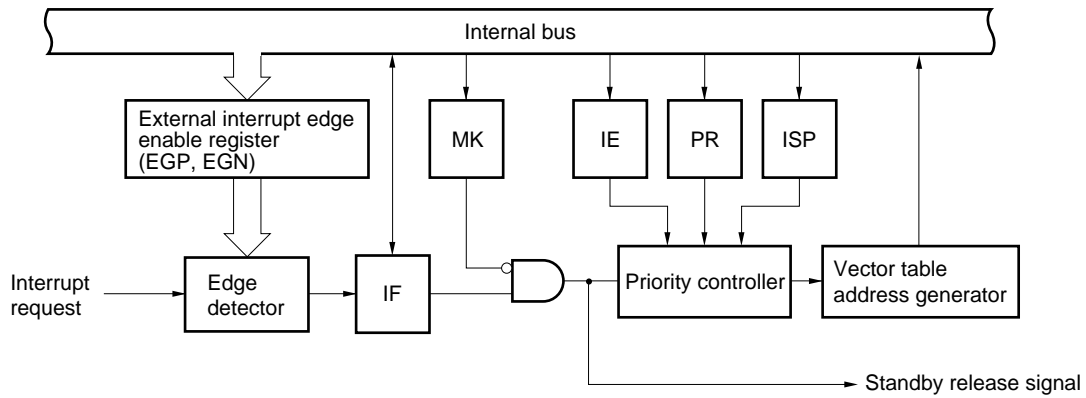 Internal bus
External interrupt edge
enable register
(EGP, EGN)
MK
IE
PR
ISP
Interrupt
request
Edge
detector
IF
Priority controller
Vector table
address generator
Standby release signal